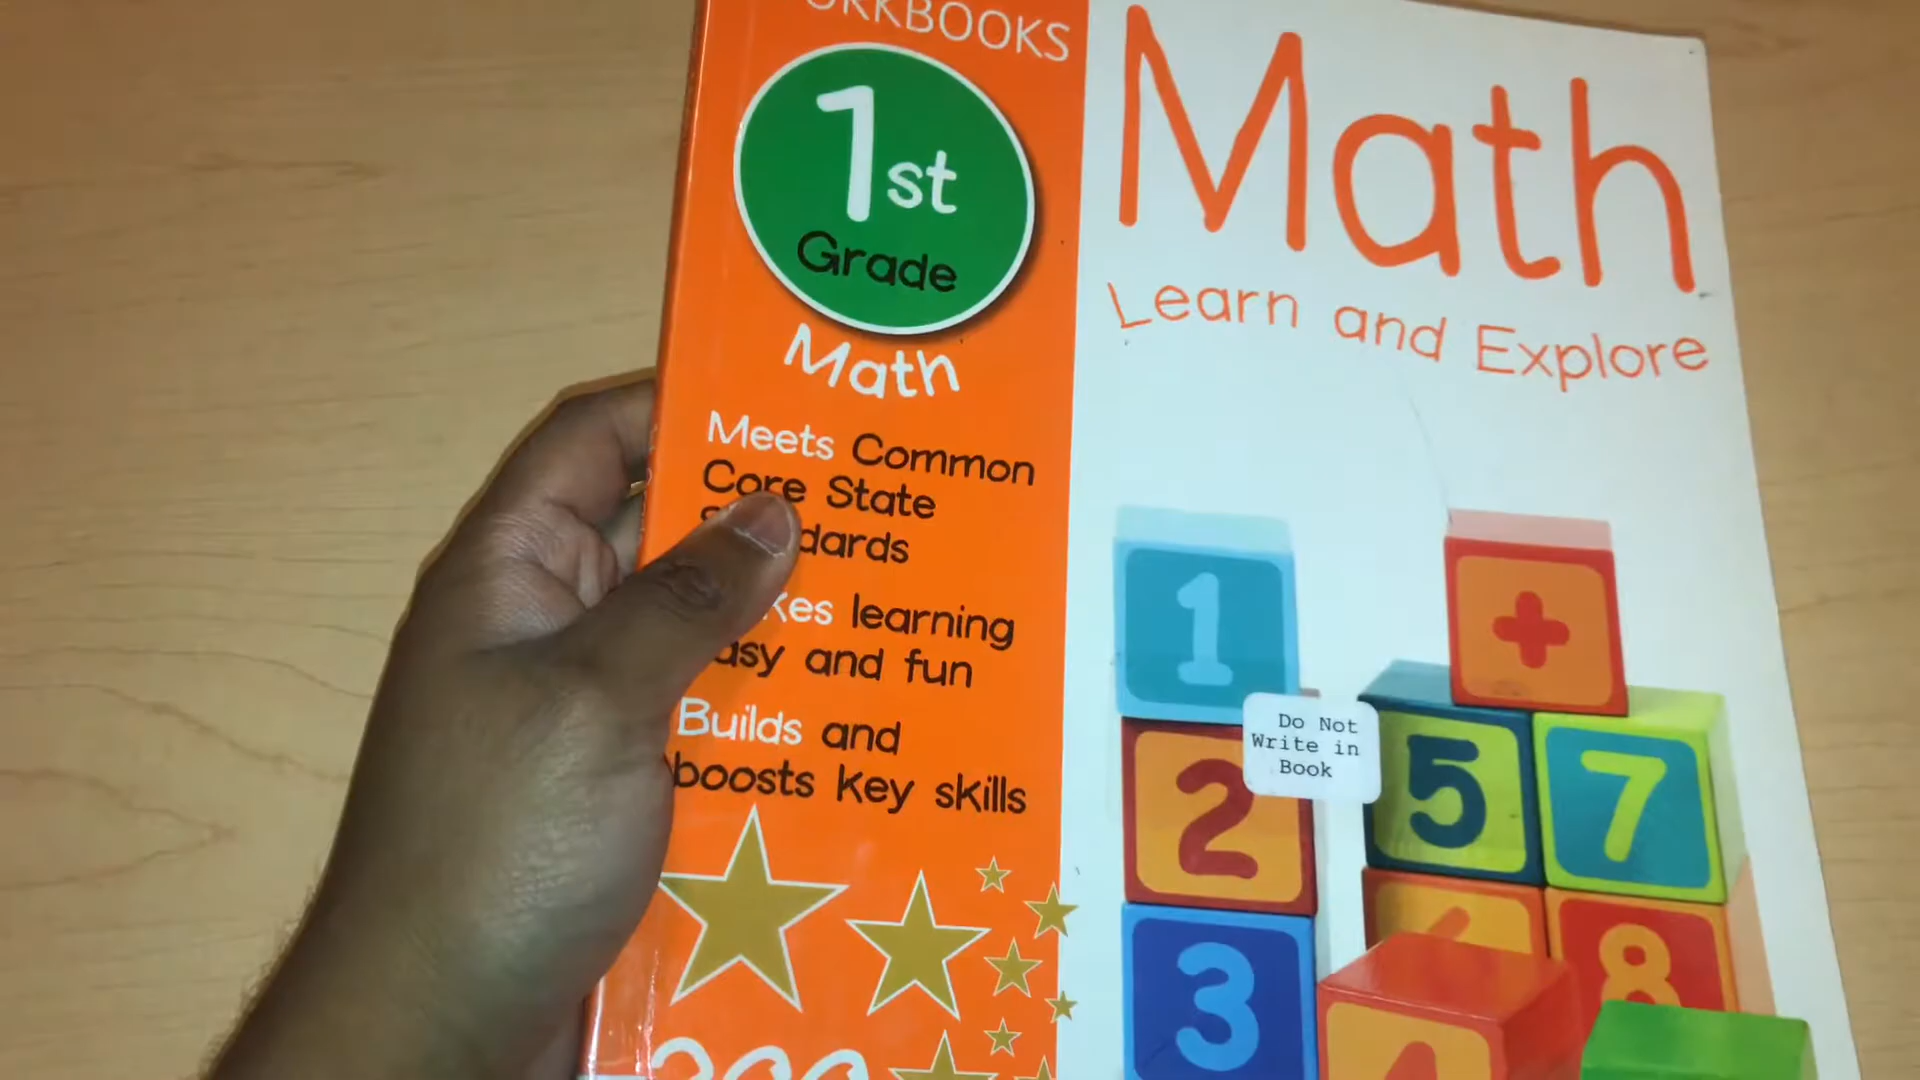 1st
Grade
Math
Meets Common
Core State
and fun
Builds and
boosts key skills
Math
Learn and Explore
1
+
Do Not
Write in
Book
2
5
7
3
8
learning